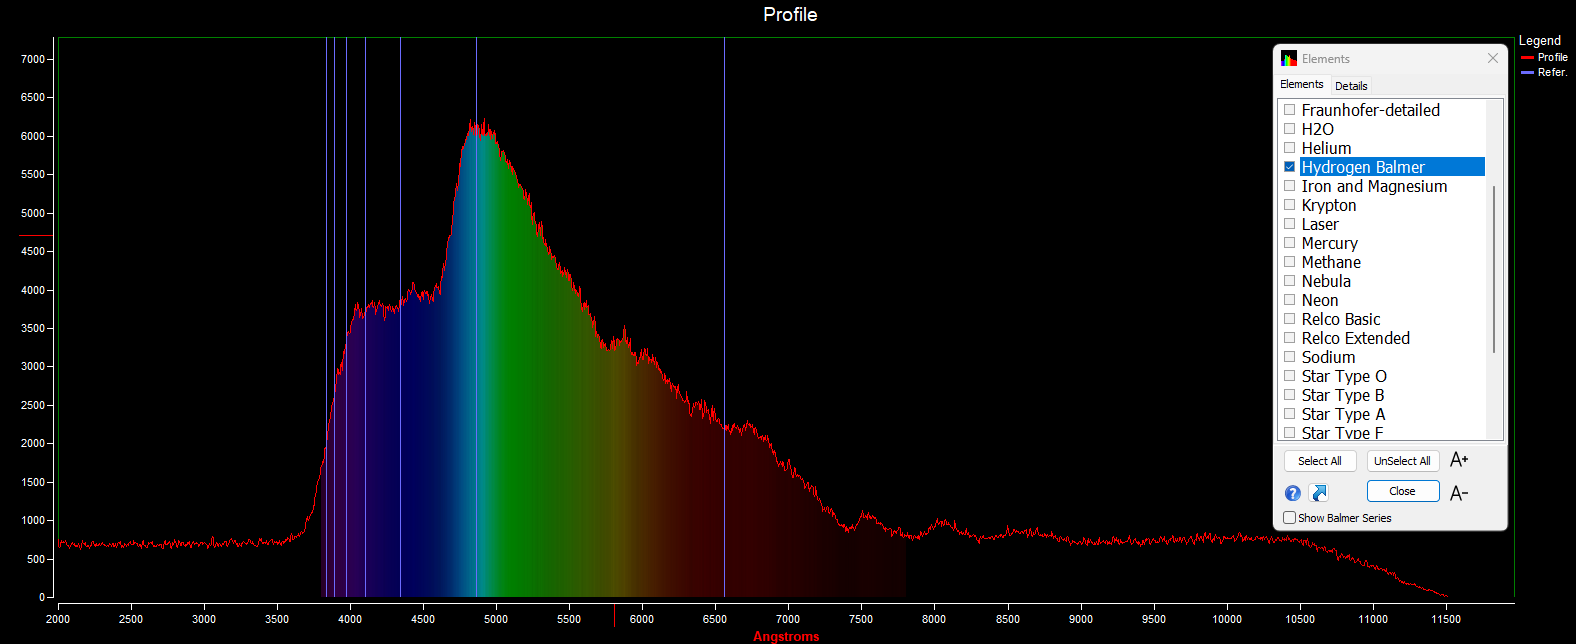 Profile
Legend
Profile
Refer.
7000
6500
6000
5500
5000
4500
4000
3500
3000
2500
2000
1500
1000
500
0
2000 2500 3000 3500 4000 4500 5000 5500 6000 6500 7000 7500 8000 8500 9000 9500 10000 10500 11000 11500
Angstroms
Elements
Elements Details
Fraunhofer-detailed
H2O
Helium
Hydrogen Balmer
Iron and Magnesium
Krypton
Laser
Mercury
Methane
Nebula
Neon
Relco Basic
Relco Extended
Sodium
Star Type O
Star Type B
Star Type A
Star Type F
Select All UnSelect All A+
? Close A-
Show Balmer Series